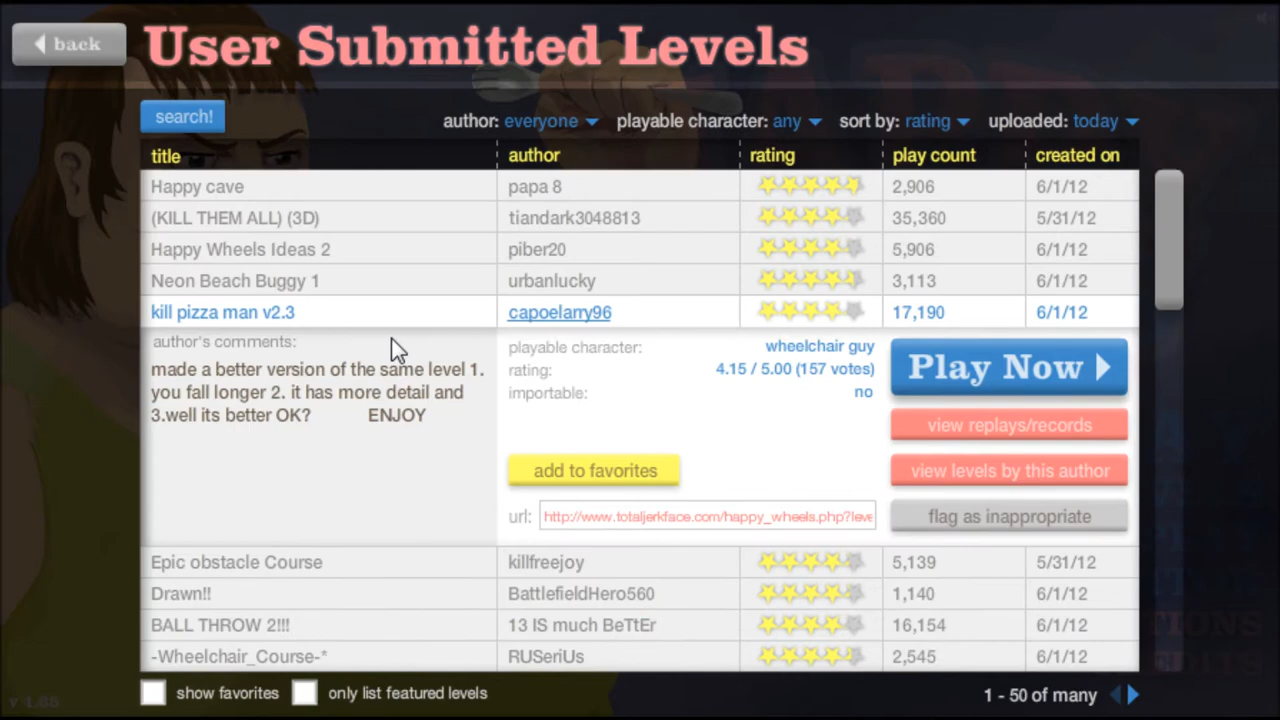 back
User Submitted Levels
search!
author: everyone playable character: any sort by: rating uploaded: today
title author rating play count created on
Happy cave papa 8 2,906 6/1/12
(KILL THEM ALL) (3D) tiandark3048813 35,360 5/31/12
Happy Wheels Ideas 2 piber20 5,906 6/1/12
Neon Beach Buggy 1 urbanlucky 3,113 6/1/12
kill pizza man v2.3 capoelarry96 17,190 6/1/12
author's comments:
made a better version of the same level 1.
you fall longer 2. it has more detail and
3.well its better OK? ENJOY
playable character: wheelchair guy
rating: 4.15 / 5.00 (157 votes)
importable: no
add to favorites
url: http://www.totaljerkface.com/happy_wheels.php?leve
Play Now
view replays/records
view levels by this author
flag as inappropriate
Epic obstacle Course killfreejoy 5,139 5/31/12
Drawn!! BattlefieldHero560 1,140 6/1/12
BALL THROW 2!!! 13 IS much BeTtEr 16,154 6/1/12
-Wheelchair_Course-* RUSeriUs 2,545 6/1/12
show favorites only list featured levels 1 - 50 of many